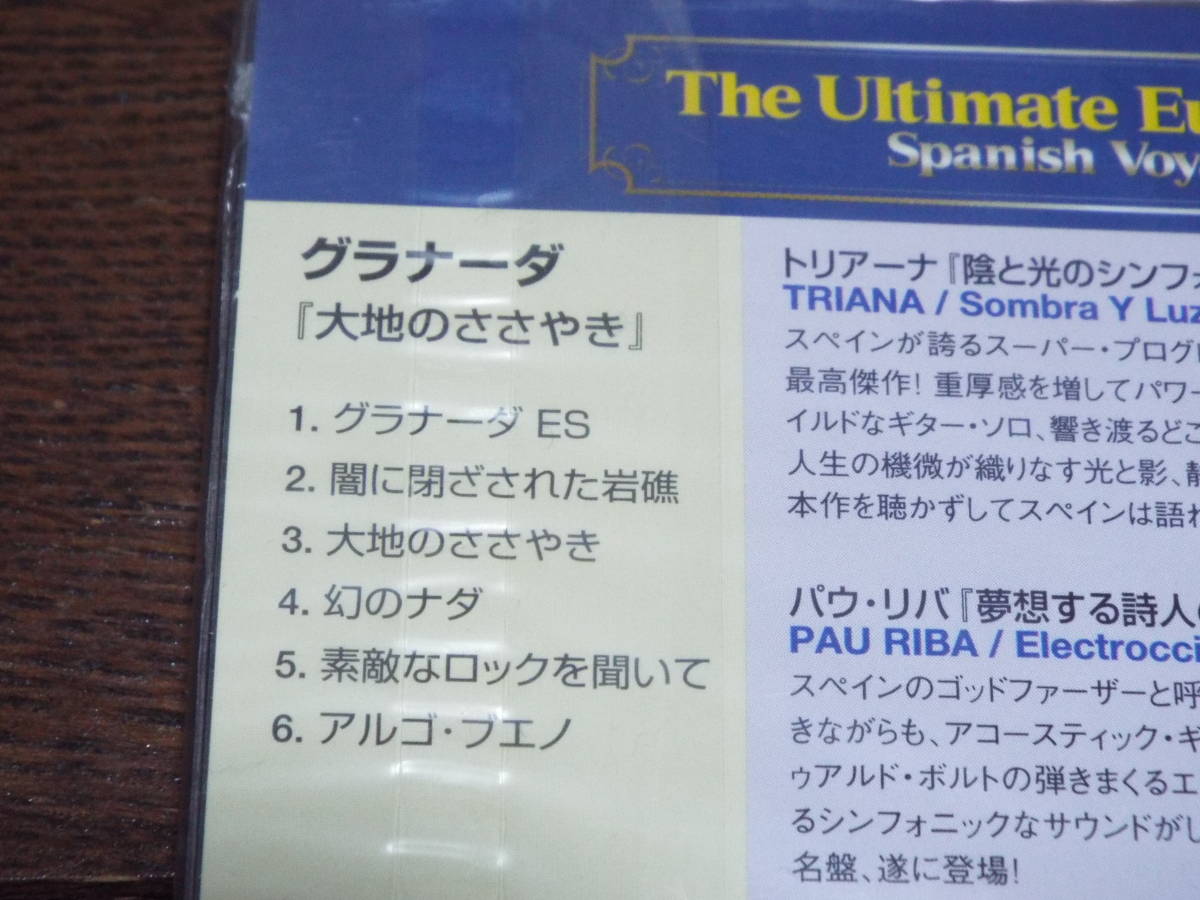 The Ultimate
Spanish
グラナーダ
『大地のささやき』
1. グラナーダ ES
2. 闇に閉ざされた岩礁
3. 大地のささやき
4. 幻のナダ
5. 素敵なロックを聞いて
6. アルゴ・ブエノ
トリアーナ『陰と光のシンフォ
TRIANA / Sombra Y Luz
スペインが誇るスーパー・プログレ
最高傑作! 重厚感を増してパワー
イルドなギター・ソロ、響き渡るどこ
人生の機微が織りなす光と影、静
本作を聴かずしてスペインは語れ
パウ・リバ『夢想する詩人の
PAU RIBA / Electrocc
スペインのゴッドファーザーと呼
きながらも、アコースティック・ギ
ゥアルド・ボルトの弾きまくるエ
るシンフォニックなサウンドがし
名盤、遂に登場!